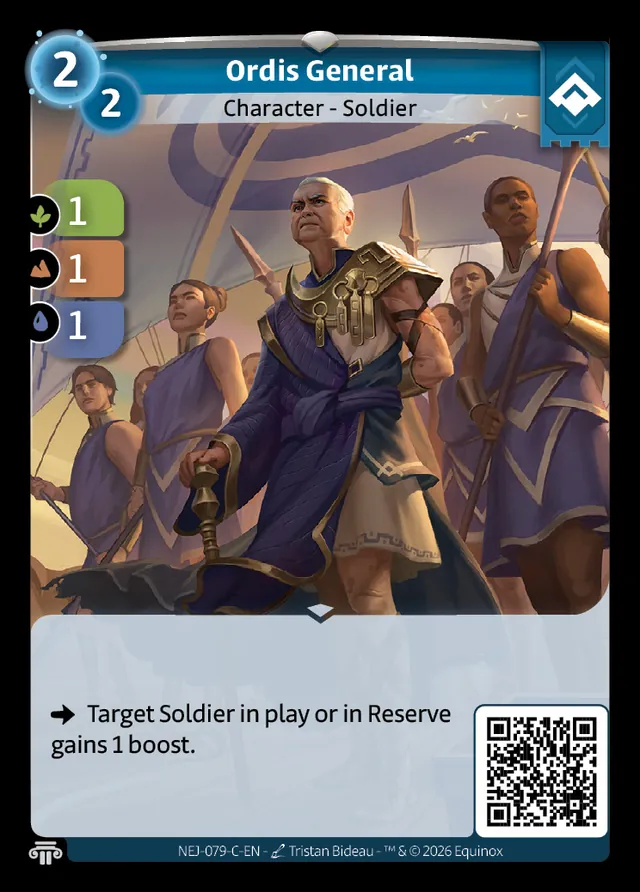 2
2
Ordis General
Character - Soldier
1
1
1
Target Soldier in play or in Reserve
gains 1 boost.
NEJ-079-C-EN - Tristan Bideau - ™ & © 2026 Equinox